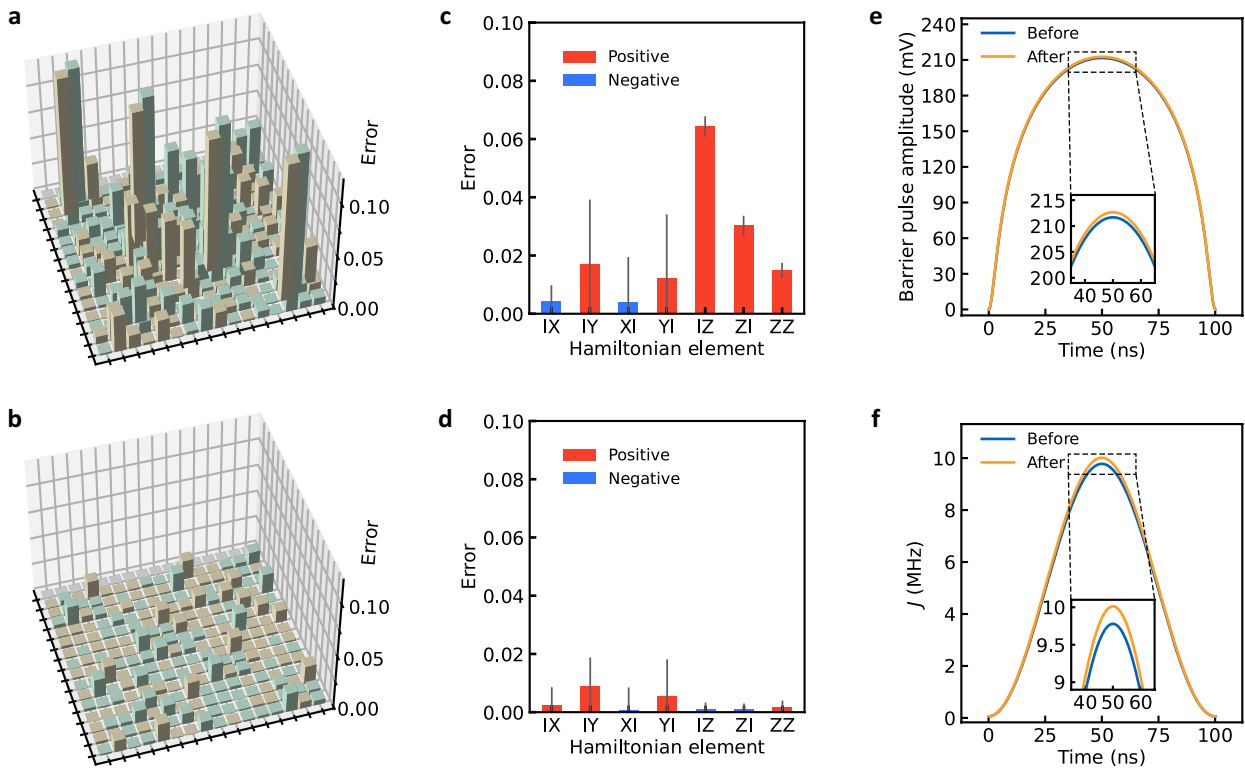 a
Error
0.10
0.05
0.00
b
Error
0.10
0.05
0.00
c
0.10
0.08
0.06
0.04
0.02
0.00
Error
Positive
Negative
IX IY XI YI IZ ZI ZZ
Hamiltonian element
d
0.10
0.08
0.06
0.04
0.02
0.00
Error
Positive
Negative
IX IY XI YI IZ ZI ZZ
Hamiltonian element
e
240
210
180
150
120
90
60
30
0
Barrier pulse amplitude (mV)
Before
After
215
210
205
200
40 50 60
0 25 50 75 100
Time (ns)
f
10
8
6
4
2
0
J (MHz)
Before
After
10
9.5
9
40 50 60
0 25 50 75 100
Time (ns)